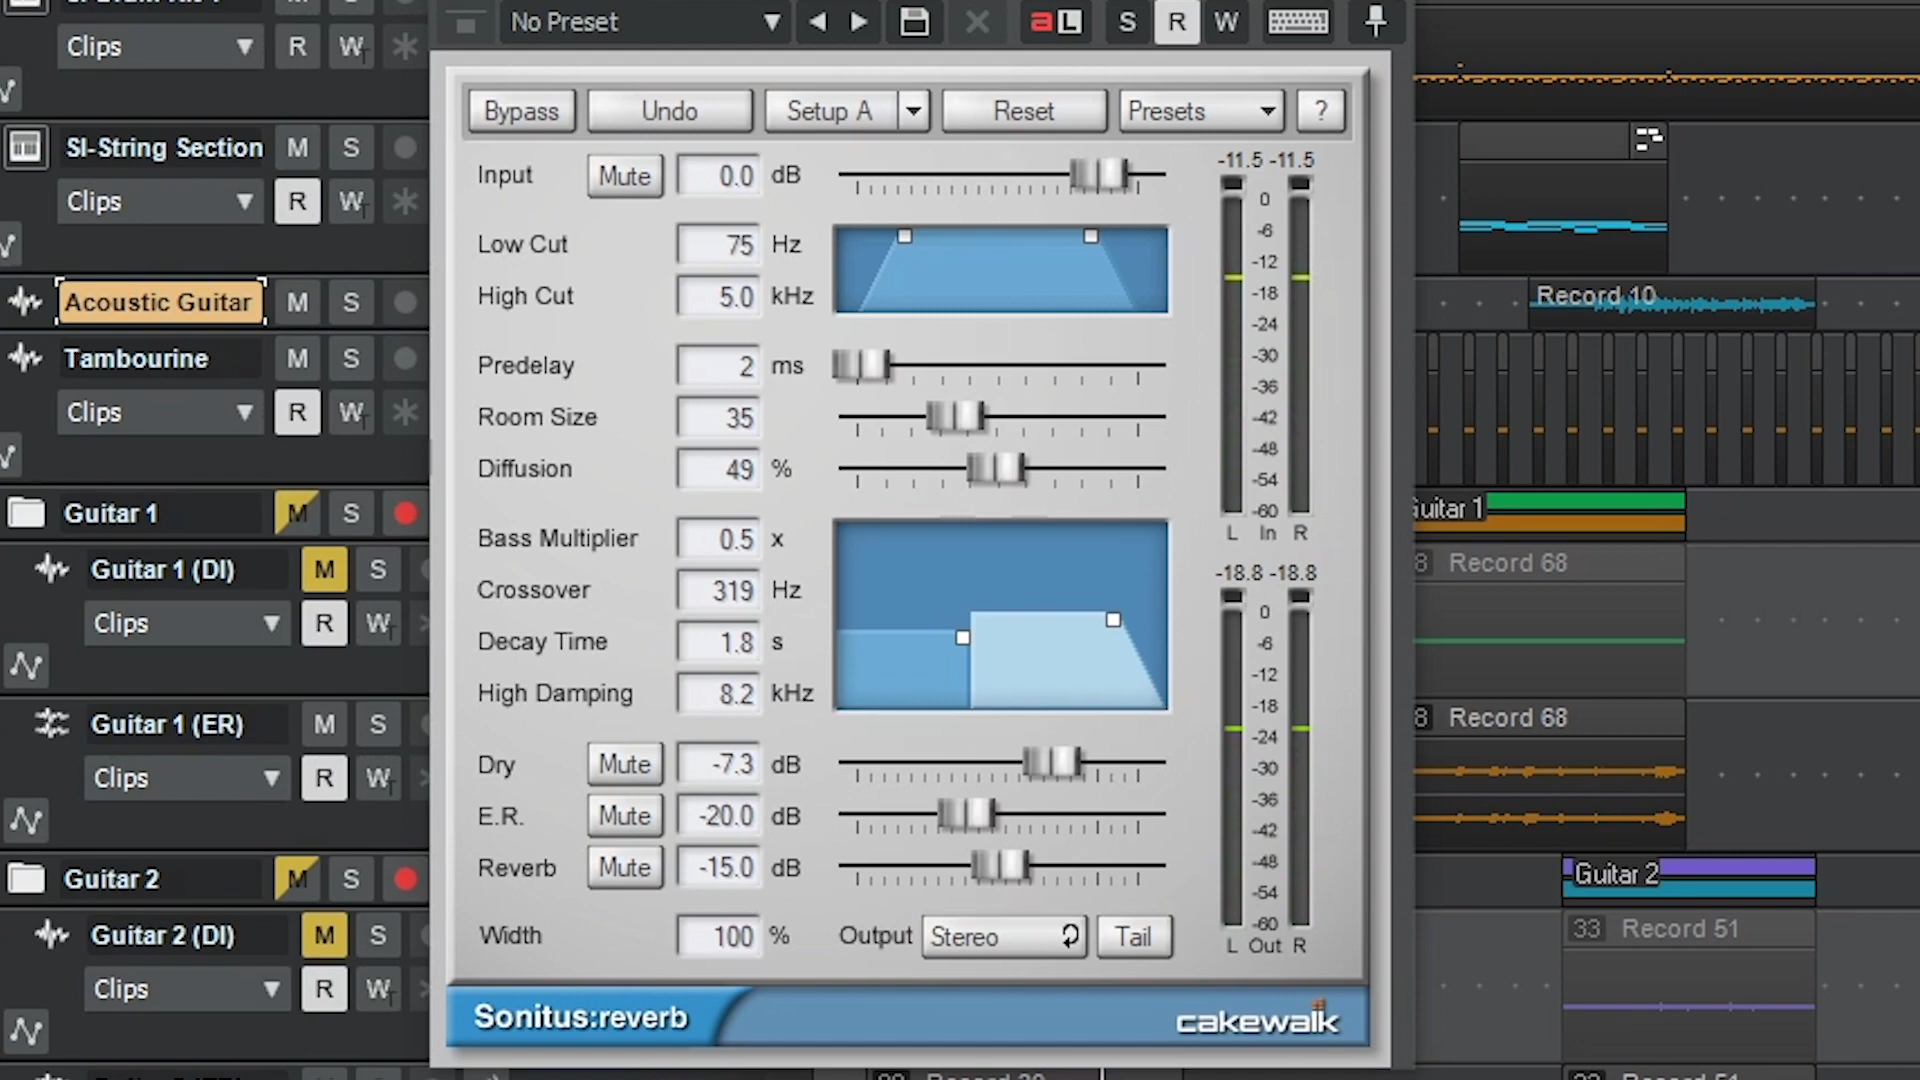 No Preset
a L S R W
Clips R W
Bypass Undo Setup A Reset Presets ?
SI-String Section M S
Clips R W
Input Mute 0.0 dB
-11.5 -11.5
Low Cut 75 Hz
High Cut 5.0 kHz
Predelay 2 ms
Room Size 35
Diffusion 49 %
0
-6
-12
-18
-24
-30
-36
-42
-48
-54
-60
L In R
Acoustic Guitar M S
Record 10
Tambourine M S
Clips R W
Guitar 1 M S
Guitar 1
Guitar 1 (DI) M S
Clips R W
Bass Multiplier 0.5 x
Crossover 319 Hz
Decay Time 1.8 s
High Damping 8.2 kHz
-18.8 -18.8
8 Record 68
Guitar 1 (ER) M S
Clips R W
8 Record 68
Dry Mute -7.3 dB
E.R. Mute -20.0 dB
Reverb Mute -15.0 dB
0
-6
-12
-18
-24
-30
-36
-42
-48
-54
-60
L Out R
Guitar 2 M S
Guitar 2
Guitar 2 (DI) M S
Clips R W
33 Record 51
Width 100 % Output Stereo Tail
Sonitus:reverb
cakewalk